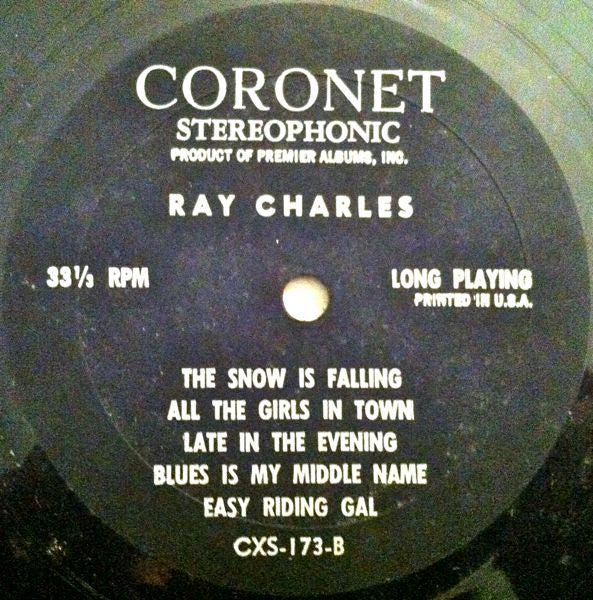 CORONET
STEREOPHONIC
PRODUCT OF PREMIER ALBUMS, INC.
RAY CHARLES
33⅓ RPM
LONG PLAYING
PRINTED IN U.S.A.
THE SNOW IS FALLING
ALL THE GIRLS IN TOWN
LATE IN THE EVENING
BLUES IS MY MIDDLE NAME
EASY RIDING GAL
CXS-173-B